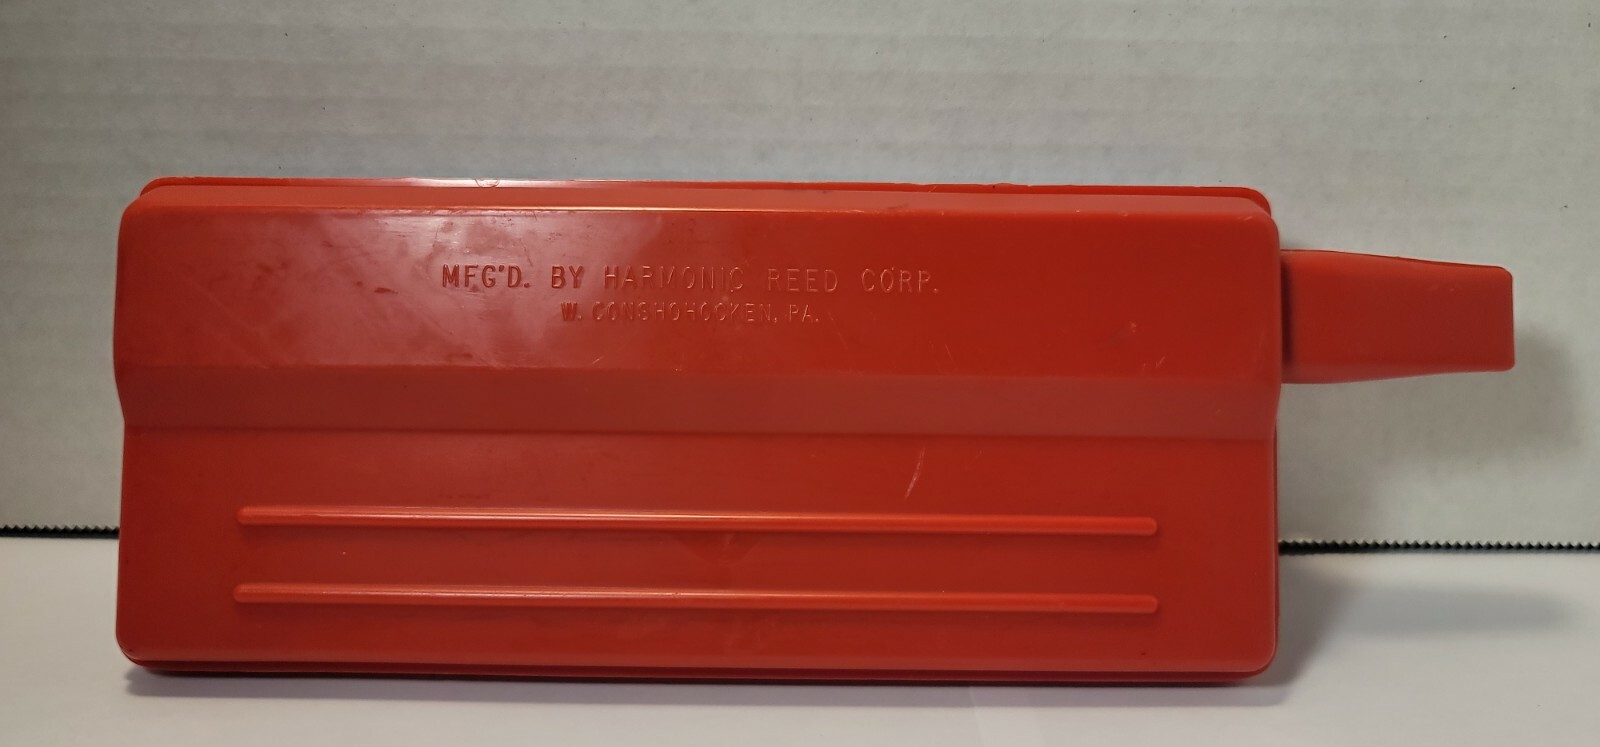 MFG'D. BY HARMONIC REED CORP.
W. CONSHOHOCKEN, PA.